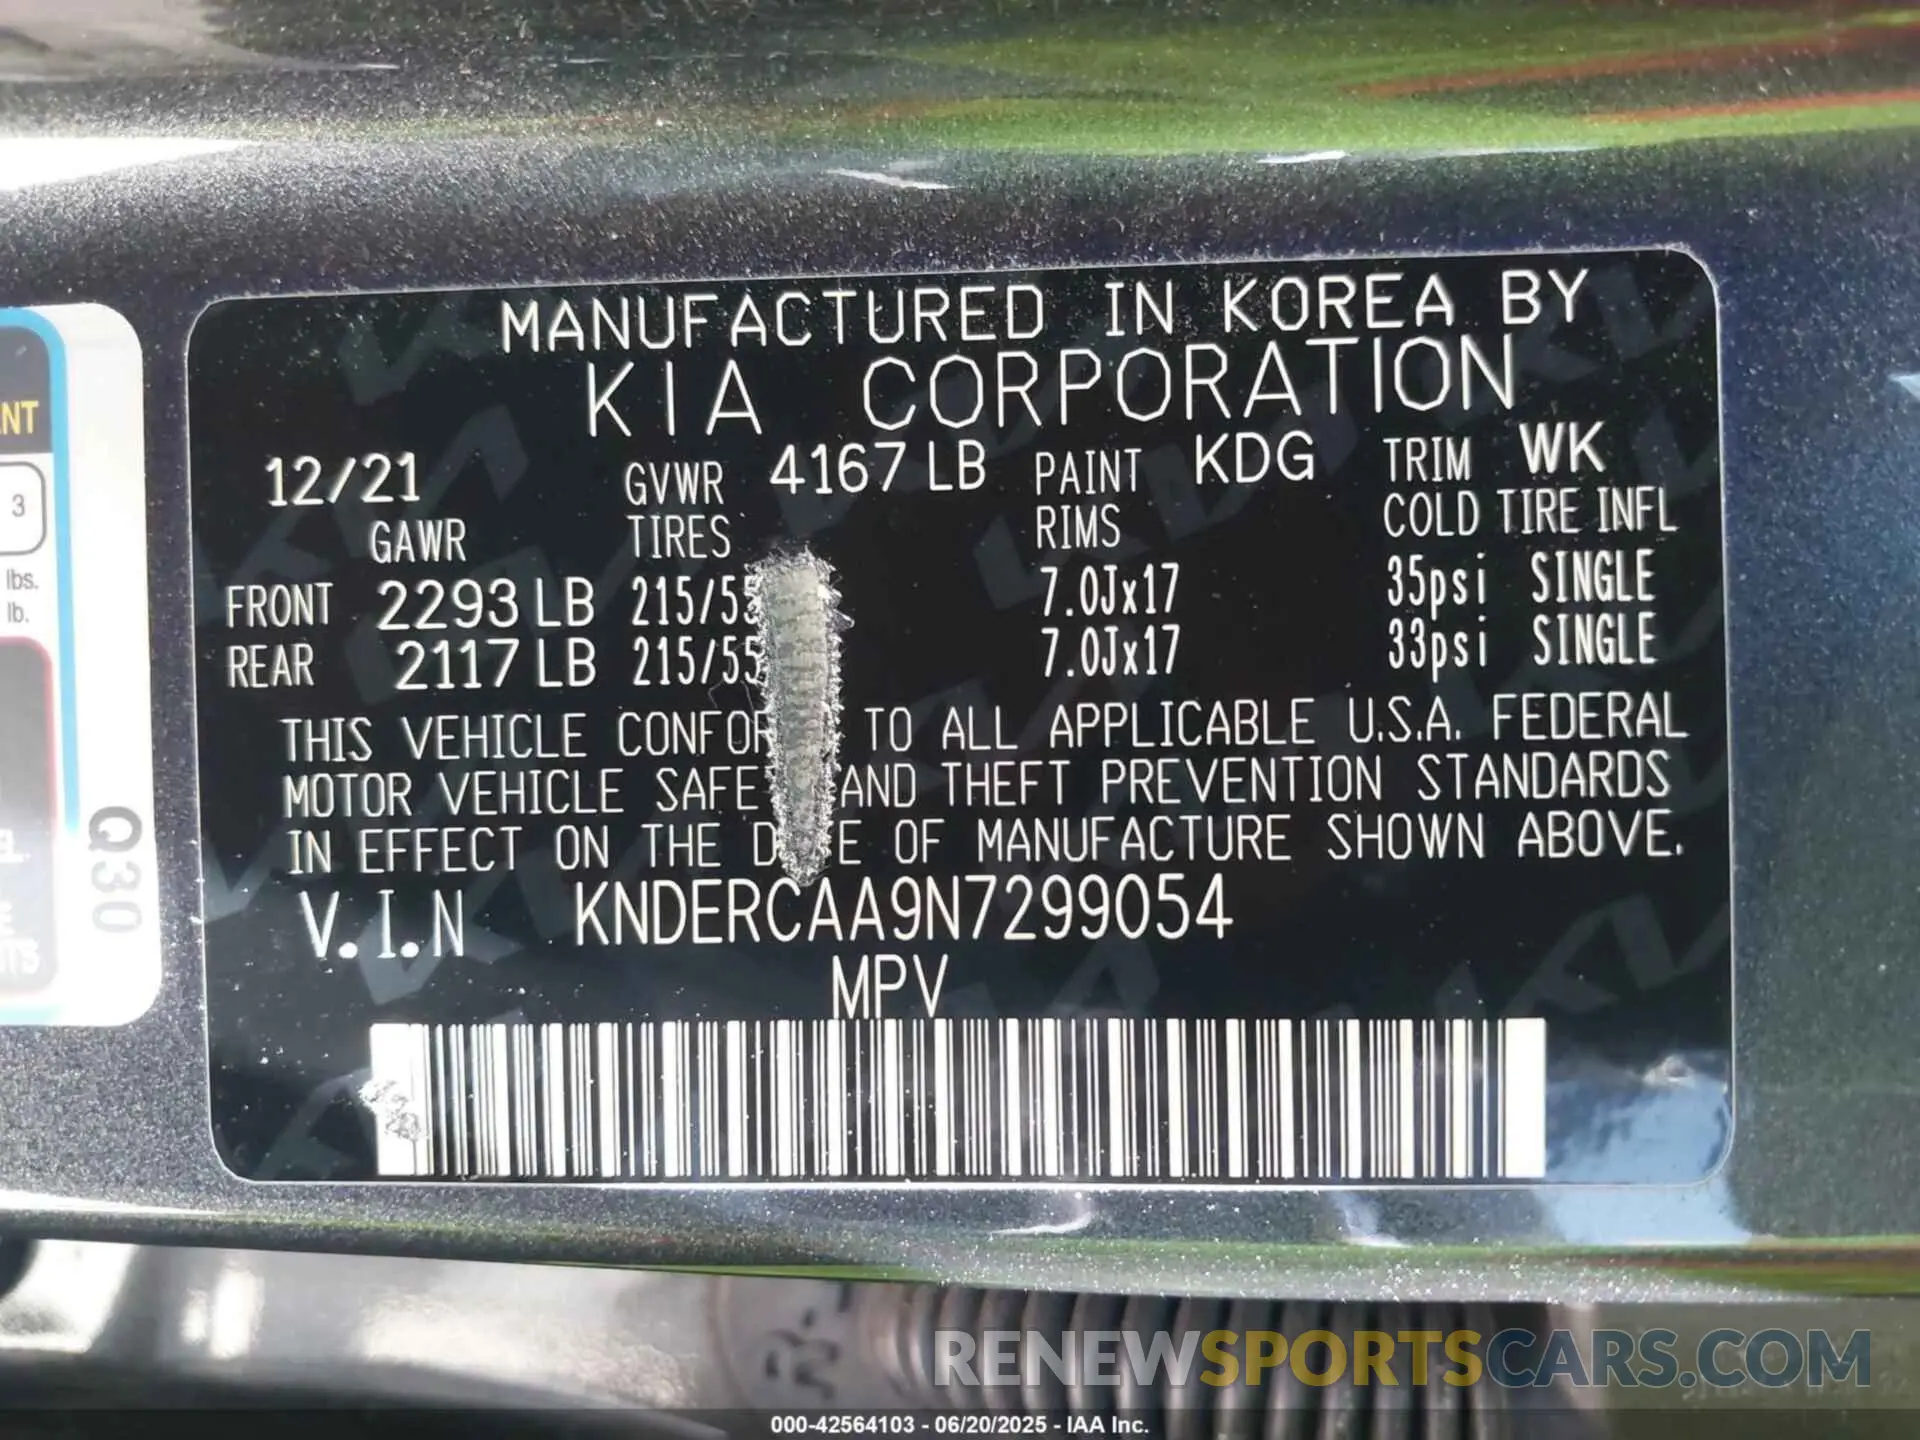 MANUFACTURED IN KOREA BY
KIA CORPORATION
12/21 GVWR 4167 LB PAINT KDG TRIM WK
GAWR TIRES RIMS COLD TIRE INFL
FRONT 2293 LB 215/55 7.0Jx17 35psi SINGLE
REAR 2117 LB 215/55 7.0Jx17 33psi SINGLE
THIS VEHICLE TO ALL APPLICABLE U.S.A. FEDERAL
MOTOR VEHICLE AND THEFT PREVENTION STANDARDS
IN EFFECT ON THE OF MANUFACTURE SHOWN ABOVE.
V.I.N KNDERCAA9N7299054
MPV
3
lbs.
lb.
Q30
RENEWSPORTSCARS.COM
000-42564103 - 06/20/2025 - IAA Inc.